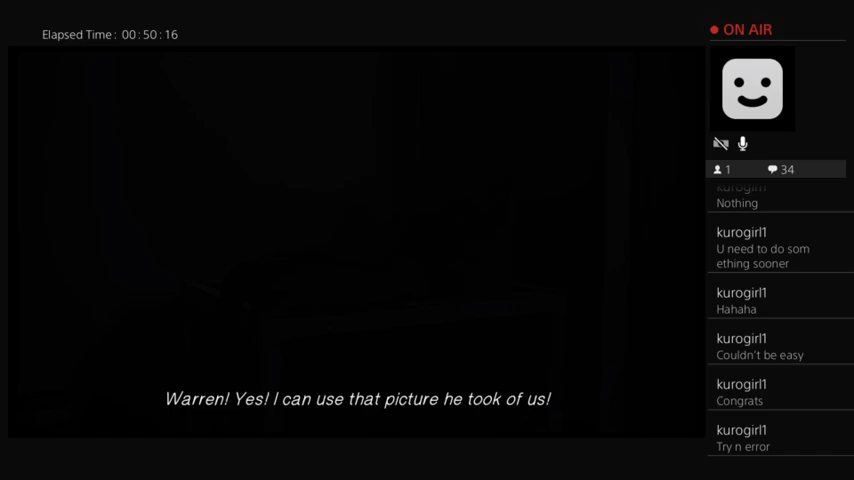 Elapsed Time: 00:50:16
ON AIR
1 34
kurogirl1
Nothing
kurogirl1
U need to do som
ething sooner
kurogirl1
Hahaha
kurogirl1
Couldn't be easy
kurogirl1
Congrats
kurogirl1
Try n error
Warren! Yes! I can use that picture he took of us!